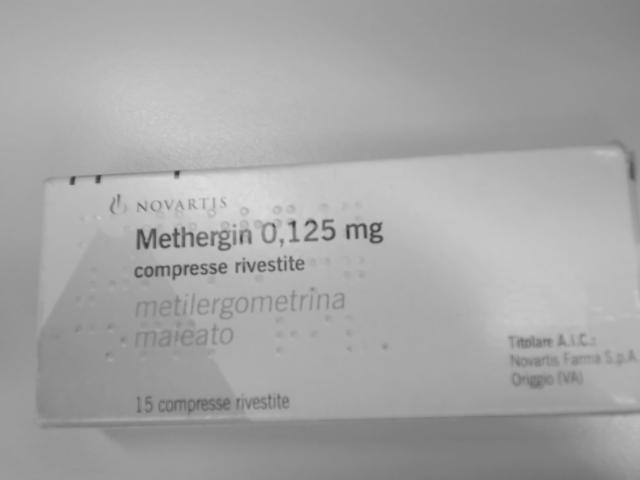 NOVARTIS
Methergin 0,125 mg
compresse rivestite
metilergometrina
maleato
15 compresse rivestite
Titolare A.I.C.:
Novartis Farma S.p.A.
Origgio (VA)